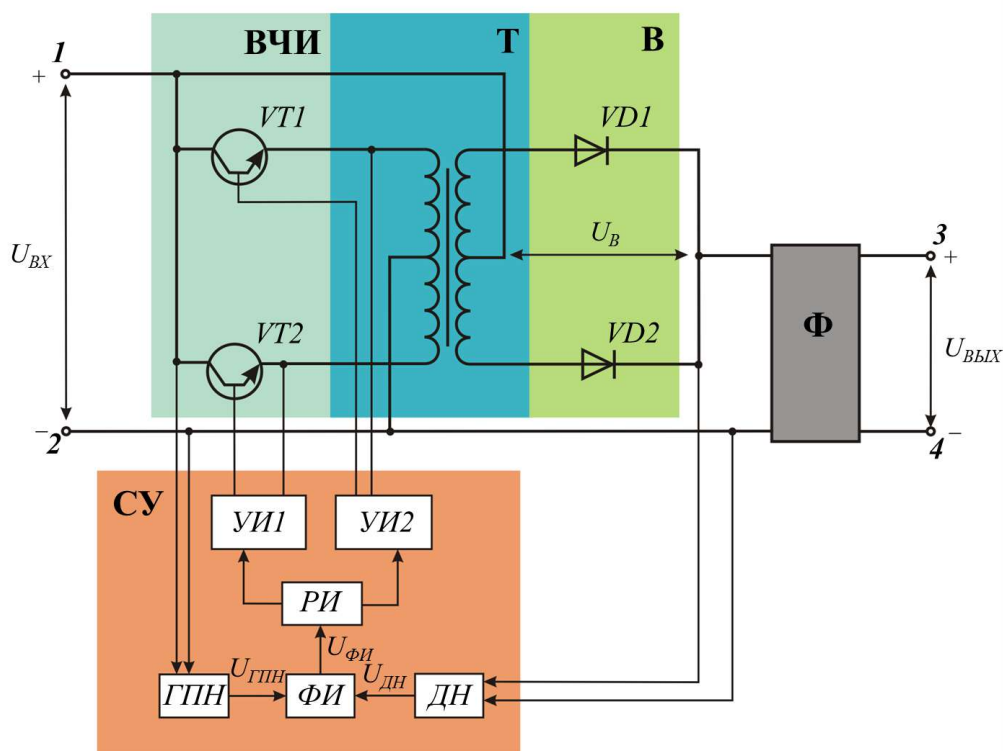 ВЧИ Т В
1
+
VT1 VD1
U_ВХ U_В 3
+
Ф
VT2 VD2 U_ВЫХ
− 2 4 −
СУ
УИ1 УИ2
РИ
U_ФИ
U_ГПН U_ДН
ГПН ФИ ДН